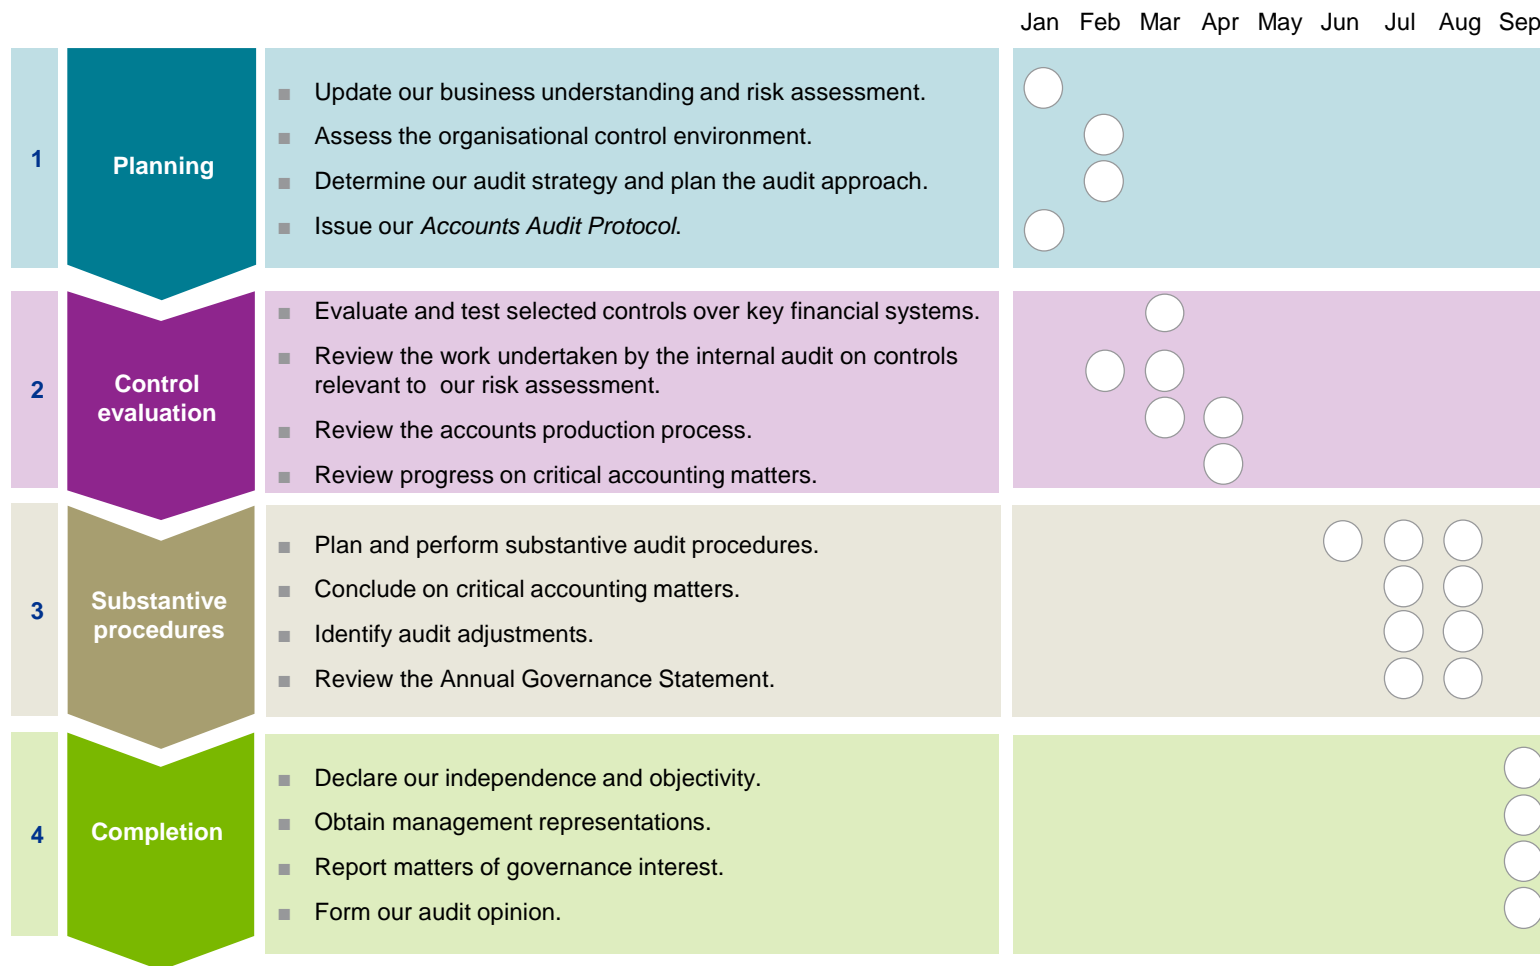 Jan Feb Mar Apr May Jun Jul Aug Sep
1
Planning
■ Update our business understanding and risk assessment.
■ Assess the organisational control environment.
■ Determine our audit strategy and plan the audit approach.
■ Issue our Accounts Audit Protocol.
2
Control
evaluation
■ Evaluate and test selected controls over key financial systems.
■ Review the work undertaken by the internal audit on controls
relevant to our risk assessment.
■ Review the accounts production process.
■ Review progress on critical accounting matters.
3
Substantive
procedures
■ Plan and perform substantive audit procedures.
■ Conclude on critical accounting matters.
■ Identify audit adjustments.
■ Review the Annual Governance Statement.
4
Completion
■ Declare our independence and objectivity.
■ Obtain management representations.
■ Report matters of governance interest.
■ Form our audit opinion.